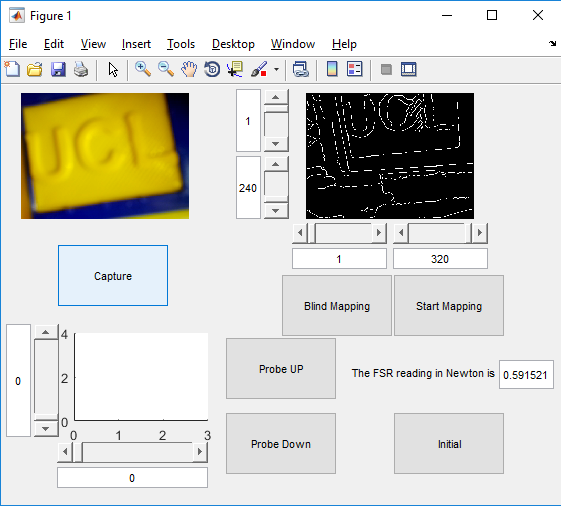 Figure 1
File Edit View Insert Tools Desktop Window Help
UCL
1
240
UCL
1 320
Capture
Blind Mapping Start Mapping
0
4
2
0
0 1 2 3
0
Probe UP
The FSR reading in Newton is 0.591521
Probe Down
Initial